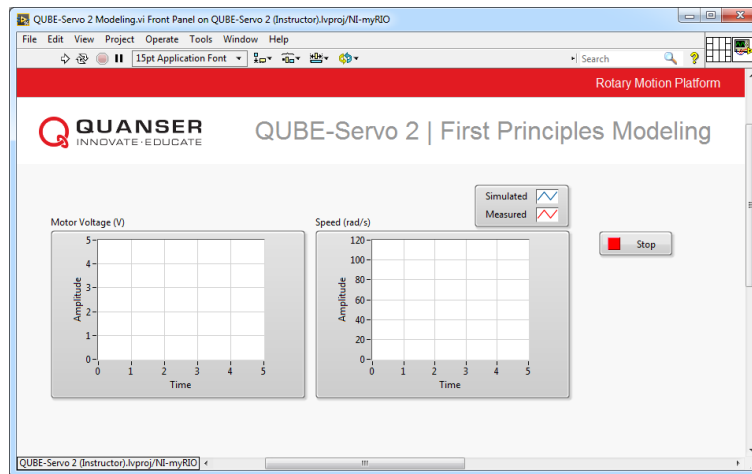 QUBE-Servo 2 Modeling.vi Front Panel on QUBE-Servo 2 (Instructor).lvproj/NI-myRIO
File Edit View Project Operate Tools Window Help
15pt Application Font
Search
?
Rotary Motion Platform
QUANSER
INNOVATE·EDUCATE
QUBE-Servo 2 | First Principles Modeling
Simulated
Measured
Motor Voltage (V)
5
4
3
2
1
0
Amplitude
0 1 2 3 4 5
Time
Speed (rad/s)
120
100
80
60
40
20
0
Amplitude
0 1 2 3 4 5
Time
Stop
QUBE-Servo 2 (Instructor).lvproj/NI-myRIO